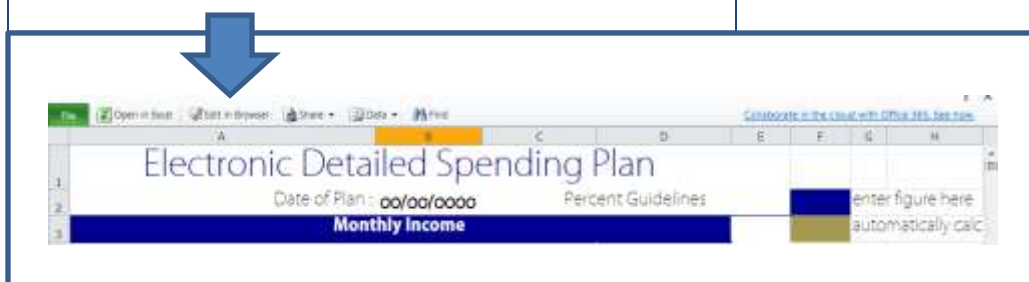 File Open in Excel Edit in Browser Share Data Find Collaborate in the cloud with Office 365. See now.
A B C D E F G H
1 Electronic Detailed Spending Plan
2 Date of Plan : 00/00/0000 Percent Guidelines enter figure here
3 Monthly Income automatically calc